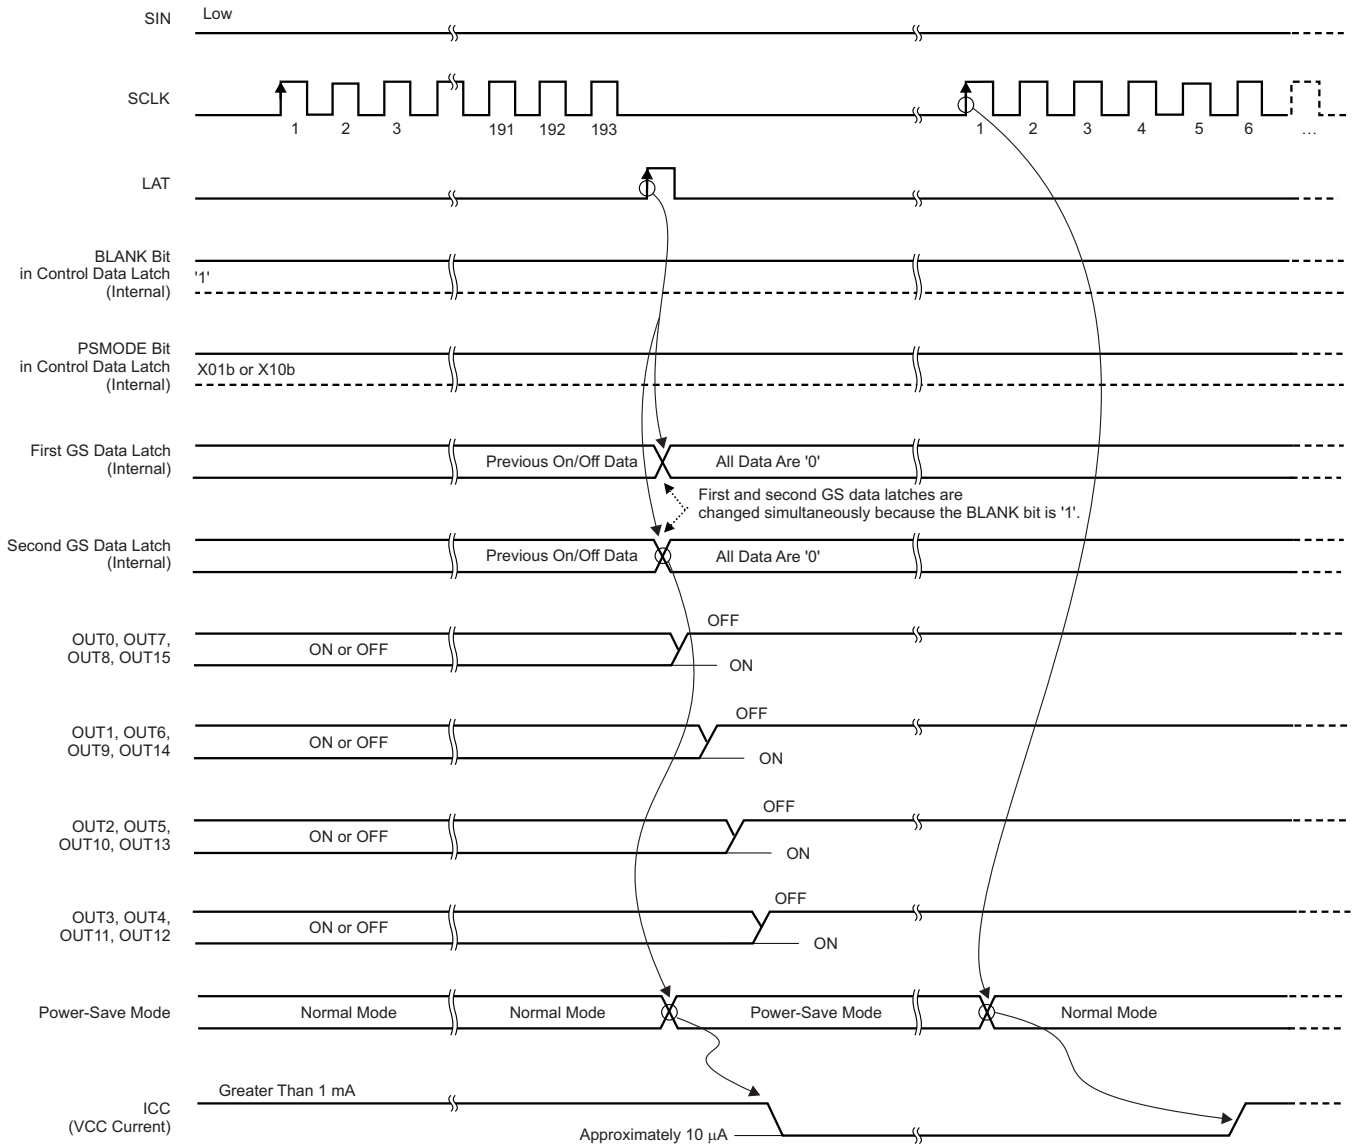 SIN
Low
SCLK
1 2 3 191 192 193 1 2 3 4 5 6 ...
LAT
BLANK Bit
in Control Data Latch
(Internal)
'1'
PSMODE Bit
in Control Data Latch
(Internal)
X01b or X10b
First GS Data Latch
(Internal)
Previous On/Off Data
All Data Are '0'
First and second GS data latches are
changed simultaneously because the BLANK bit is '1'.
Second GS Data Latch
(Internal)
Previous On/Off Data
All Data Are '0'
OUT0, OUT7,
OUT8, OUT15
ON or OFF
OFF
ON
OUT1, OUT6,
OUT9, OUT14
ON or OFF
OFF
ON
OUT2, OUT5,
OUT10, OUT13
ON or OFF
OFF
ON
OUT3, OUT4,
OUT11, OUT12
ON or OFF
OFF
ON
Power-Save Mode
Normal Mode
Normal Mode
Power-Save Mode
Normal Mode
ICC
(VCC Current)
Greater Than 1 mA
Approximately 10 μA